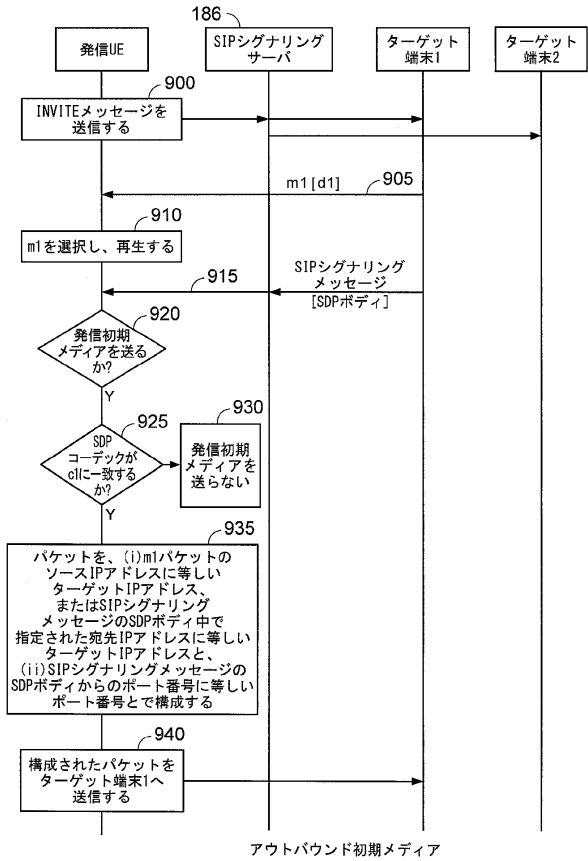 186
発信UE
SIPシグナリング
サーバ
ターゲット
端末1
ターゲット
端末2
900
INVITEメッセージを
送信する
m1[d1]
905
910
m1を選択し、再生する
915
SIPシグナリング
メッセージ
[SDPボディ]
920
発信初期
メディアを送る
か?
Y
925
SDP
コーデックが
c1に一致する
か?
Y
930
発信初期
メディアを
送らない
935
パケットを、(i)m1パケットの
ソースIPアドレスに等しい
ターゲットIPアドレス、
またはSIPシグナリング
メッセージのSDPボディ中で
指定された宛先IPアドレスに等しい
ターゲットIPアドレスと、
(ii)SIPシグナリングメッセージの
SDPボディからのポート番号に等しい
ポート番号とで構成する
940
構成されたパケットを
ターゲット端末1へ
送信する
アウトバウンド初期メディア